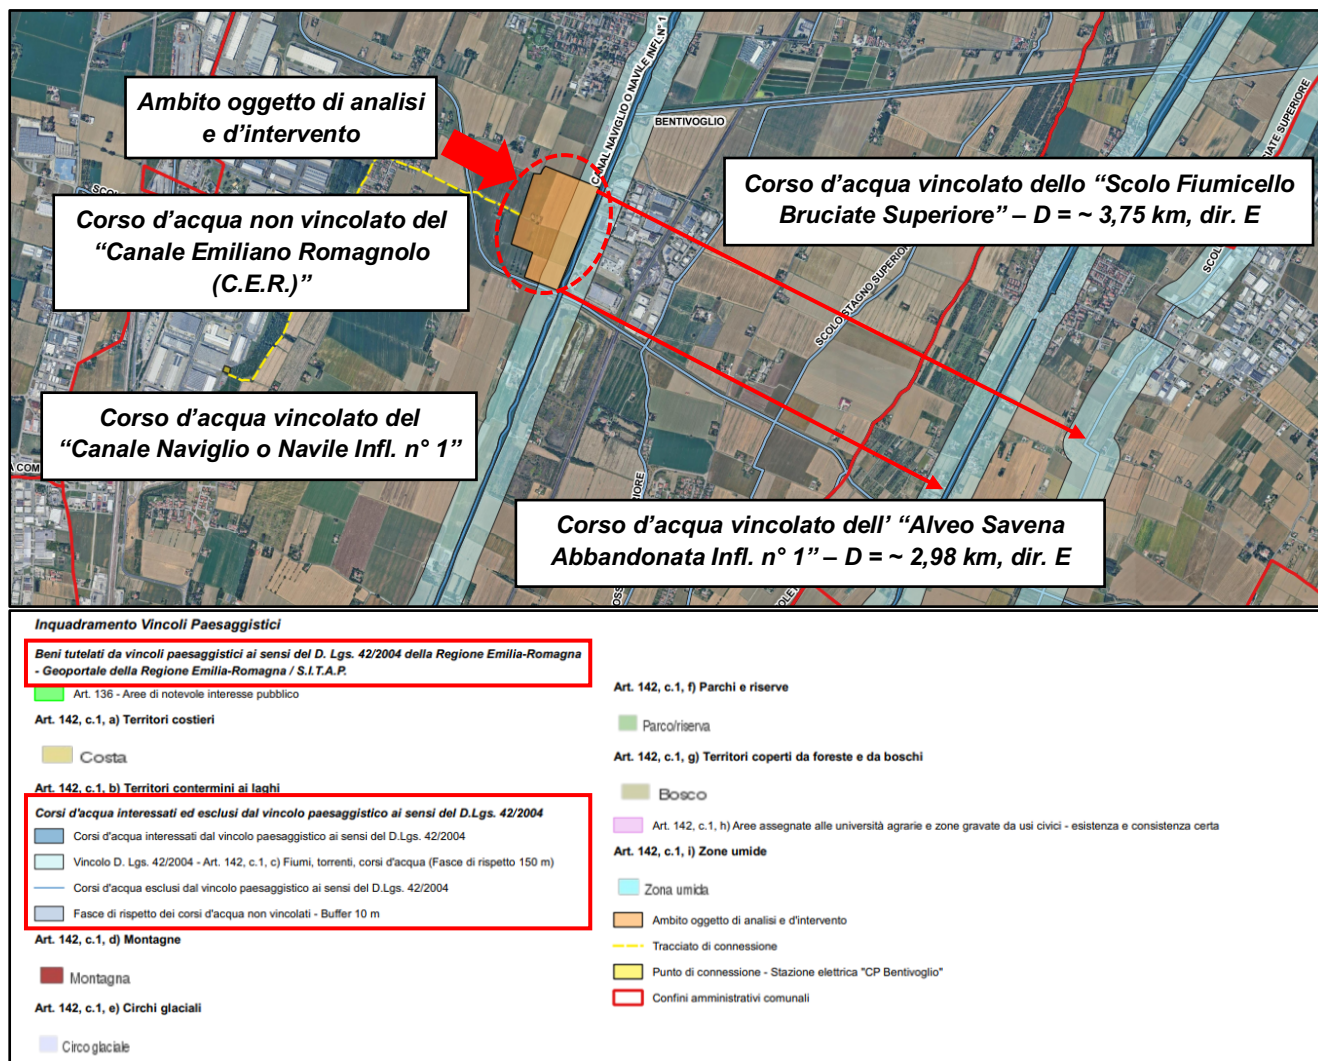 CANAL NAVIGLIO O NAVILE INFL. N° 1
BENTIVOGLIO
Ambito oggetto di analisi
e d’intervento
Corso d’acqua vincolato dello “Scolo Fiumicello
Bruciate Superiore” – D = ~ 3,75 km, dir. E
Corso d’acqua non vincolato del
“Canale Emiliano Romagnolo
(C.E.R.)”
SCOLO STAGNO SUPERIOR
Corso d’acqua vincolato del
“Canale Naviglio o Navile Infl. n° 1”
A COM
Corso d’acqua vincolato dell’ “Alveo Savena
Abbandonata Infl. n° 1” – D = ~ 2,98 km, dir. E
Inquadramento Vincoli Paesaggistici
Beni tutelati da vincoli paesaggistici ai sensi del D. Lgs. 42/2004 della Regione Emilia-Romagna
- Geoportale della Regione Emilia-Romagna / S.I.T.A.P.
Art. 136 - Aree di notevole interesse pubblico
Art. 142, c.1, a) Territori costieri
Costa
Art. 142, c.1, b) Territori contermini ai laghi
Corsi d'acqua interessati ed esclusi dal vincolo paesaggistico ai sensi del D.Lgs. 42/2004
Corsi d'acqua interessati dal vincolo paesaggistico ai sensi del D.Lgs. 42/2004
Vincolo D. Lgs. 42/2004 - Art. 142, c.1, c) Fiumi, torrenti, corsi d'acqua (Fasce di rispetto 150 m)
Corsi d'acqua esclusi dal vincolo paesaggistico ai sensi del D.Lgs. 42/2004
Fasce di rispetto dei corsi d'acqua non vincolati - Buffer 10 m
Art. 142, c.1, d) Montagne
Montagna
Art. 142, c.1, e) Circhi glaciali
Circo glaciale
Art. 142, c.1, f) Parchi e riserve
Parco/riserva
Art. 142, c.1, g) Territori coperti da foreste e da boschi
Bosco
Art. 142, c.1, h) Aree assegnate alle università agrarie e zone gravate da usi civici - esistenza e consistenza certa
Art. 142, c.1, i) Zone umide
Zona umida
Ambito oggetto di analisi e d'intervento
Tracciato di connessione
Punto di connessione - Stazione elettrica "CP Bentivoglio"
Confini amministrativi comunali